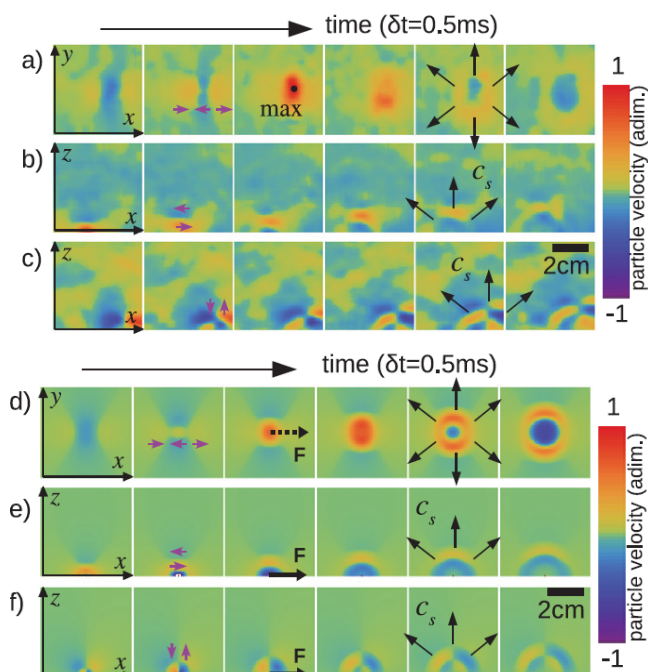 time (δt=0.5ms)
a)
y
x
max
1
b)
z
c_s
c)
z
x
c_s
2cm
-1
particle velocity (adim.)
time (δt=0.5ms)
d)
y
x
F
1
e)
z
F
c_s
f)
z
x
F
c_s
2cm
-1
particle velocity (adim.)